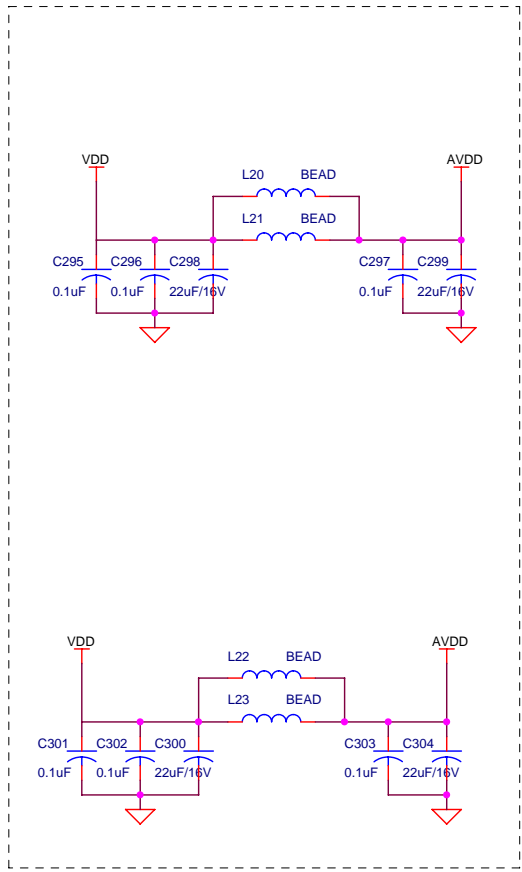 VDD
L20 BEAD
AVDD
L21 BEAD
C295 C296 C298
0.1uF 0.1uF 22uF/16V
C297 C299
0.1uF 22uF/16V
VDD
L22 BEAD
AVDD
L23 BEAD
C301 C302 C300
0.1uF 0.1uF 22uF/16V
C303 C304
0.1uF 22uF/16V